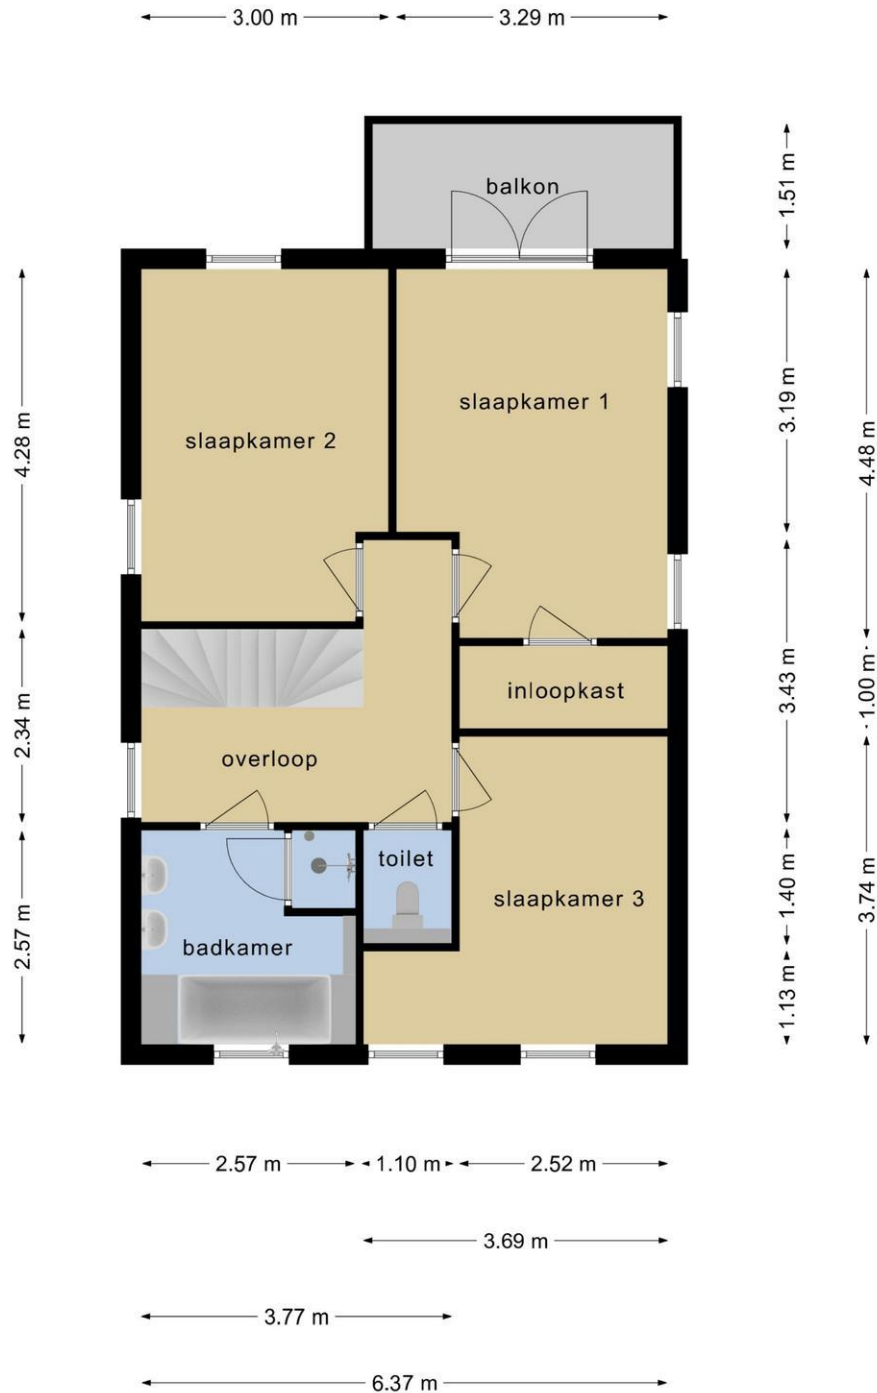 3.00 m
3.29 m
balkon
1.51 m
slaapkamer 1
slaapkamer 2
4.28 m
3.19 m
4.48 m
inloopkast
overloop
2.34 m
3.43 m
1.00 m
toilet
slaapkamer 3
badkamer
2.57 m
1.40 m
1.13 m
3.74 m
2.57 m
1.10 m
2.52 m
3.69 m
3.77 m
6.37 m